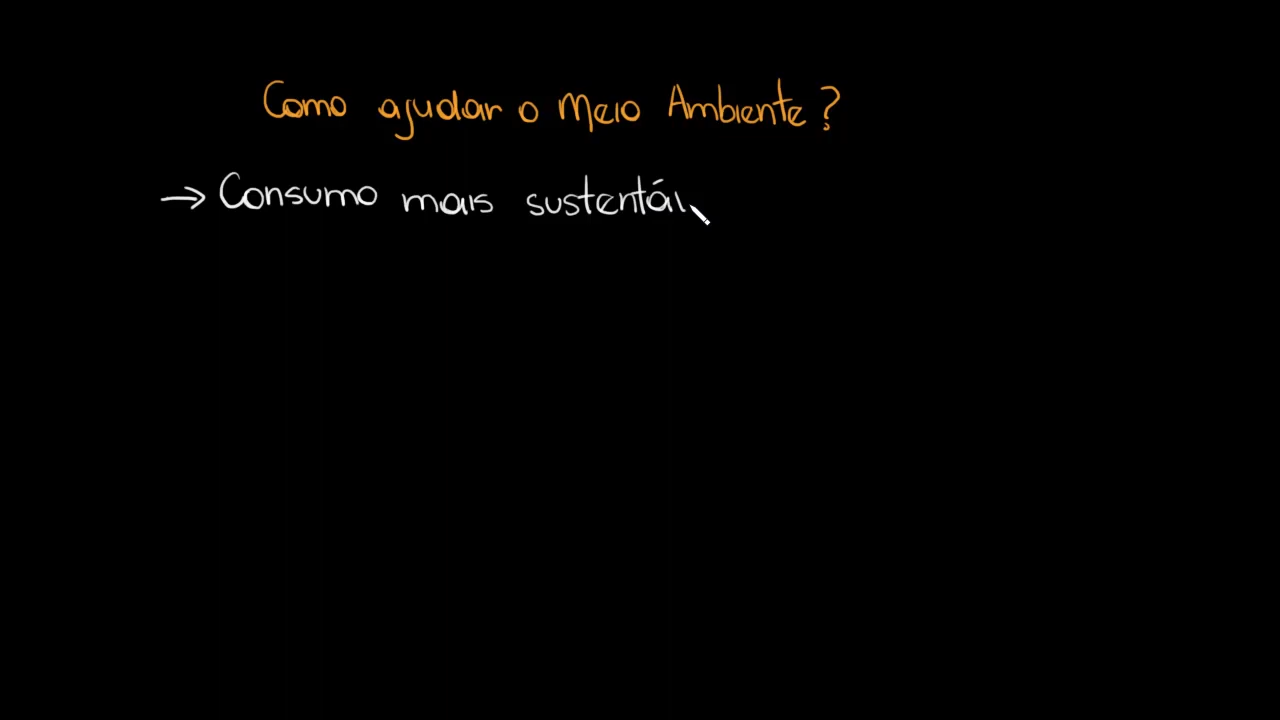 Como ajudar o Meio Ambiente?
→ Consumo mais sustentá